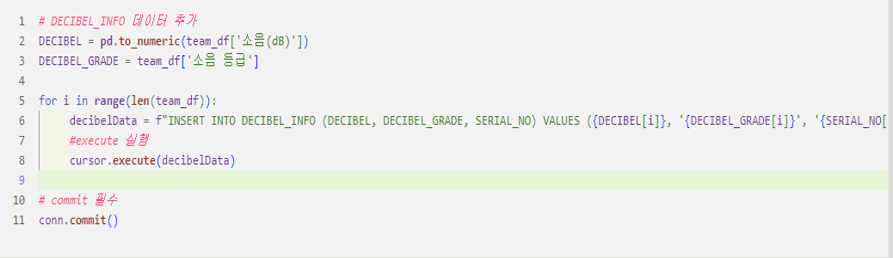 1 # DECIBEL_INFO 데이터 추가
2 DECIBEL = pd.to_numeric(team_df['소음(dB)'])
3 DECIBEL_GRADE = team_df['소음 등급']
4
5 for i in range(len(team_df)):
6 decibelData = f"INSERT INTO DECIBEL_INFO (DECIBEL, DECIBEL_GRADE, SERIAL_NO) VALUES ({DECIBEL[i]}, '{DECIBEL_GRADE[i]}', '{SERIAL_NO[
7 #execute 실행
8 cursor.execute(decibelData)
9
10 # commit 필수
11 conn.commit()